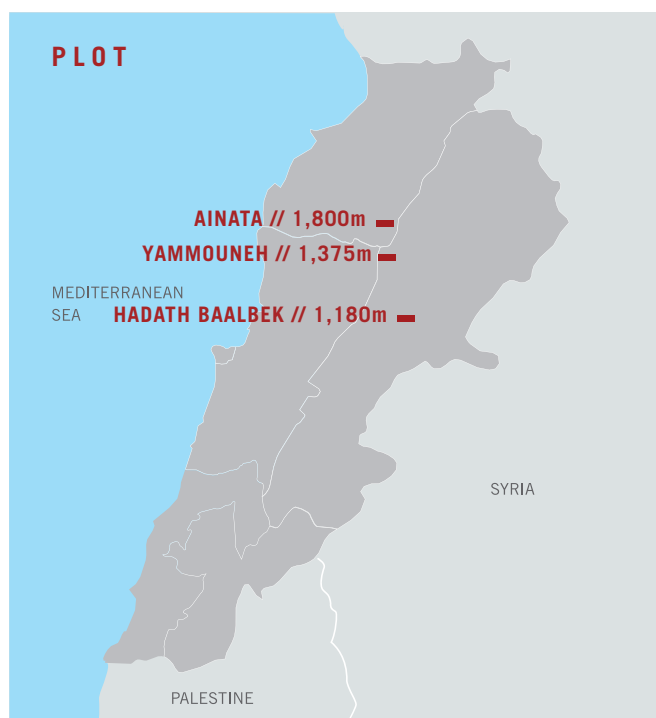 PLOT
AINATA // 1,800m
YAMMOUNEH // 1,375m
MEDITERRANEAN
SEA
HADATH BAALBEK // 1,180m
SYRIA
PALESTINE